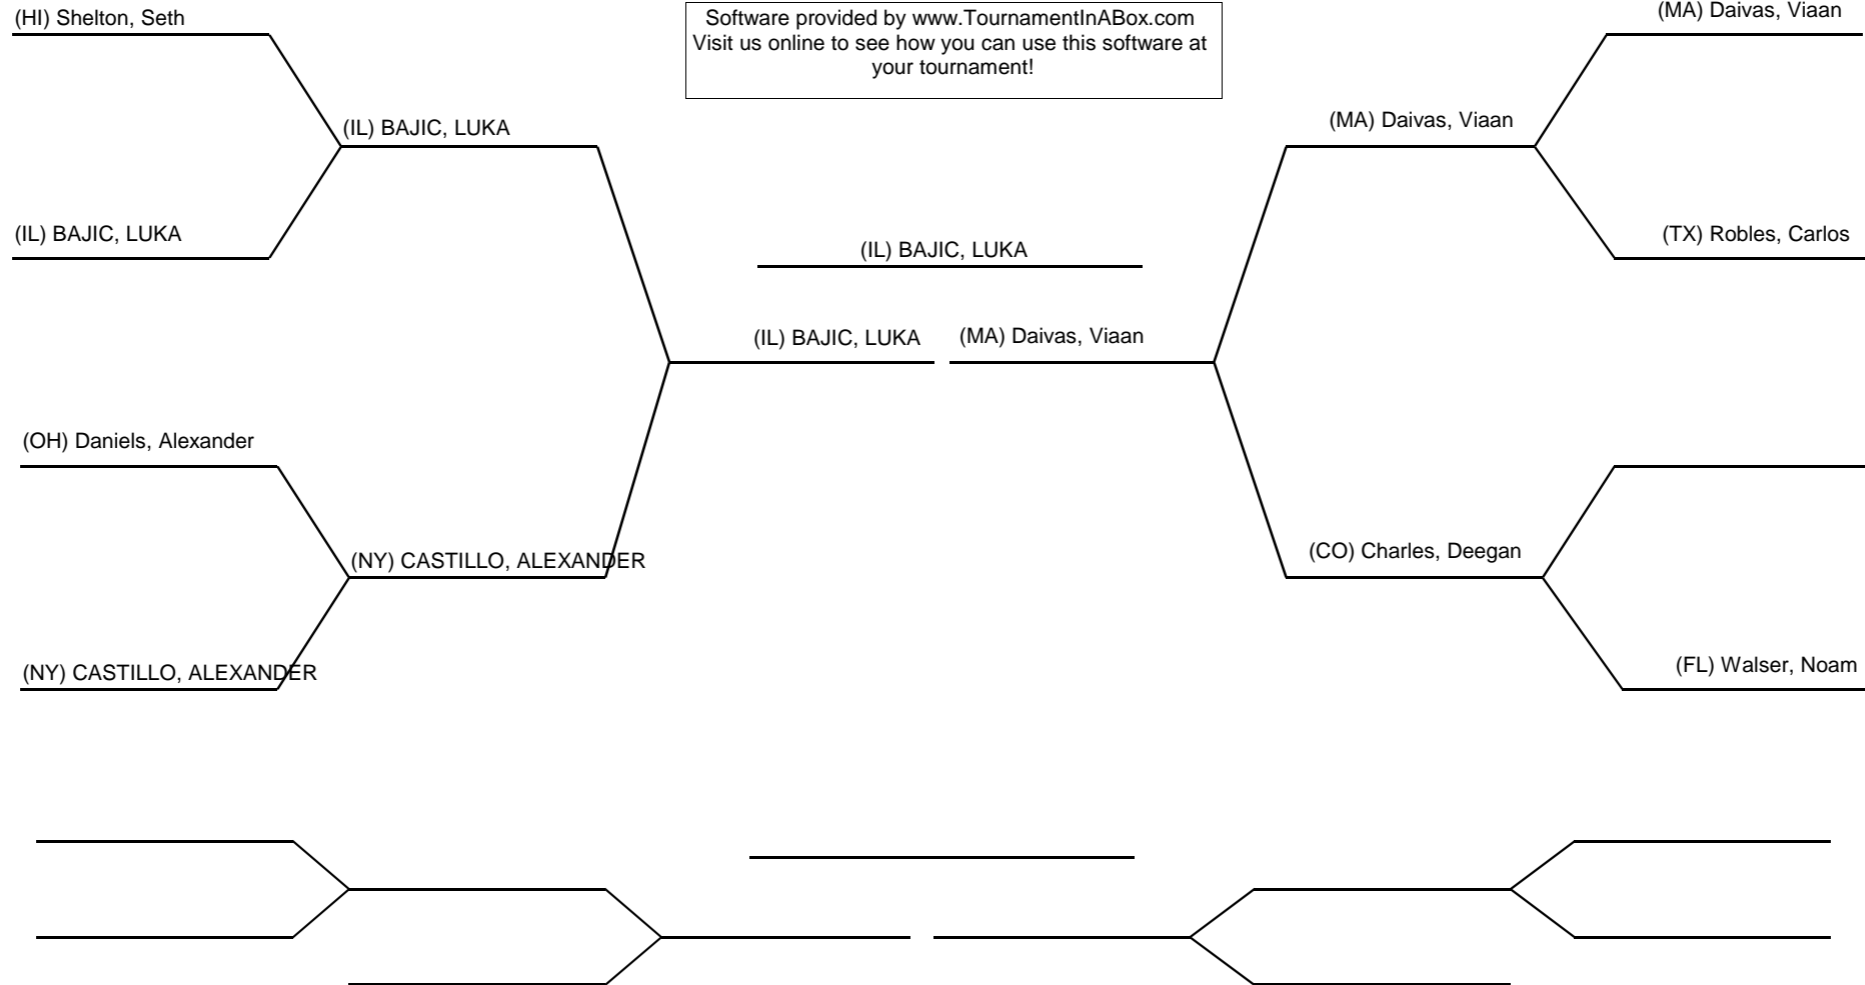 (HI) Shelton, Seth
Software provided by www.TournamentInABox.com
Visit us online to see how you can use this software at
your tournament!
(MA) Daivas, Viaan
(IL) BAJIC, LUKA
(MA) Daivas, Viaan
(IL) BAJIC, LUKA
(IL) BAJIC, LUKA
(TX) Robles, Carlos
(IL) BAJIC, LUKA
(MA) Daivas, Viaan
(OH) Daniels, Alexander
(NY) CASTILLO, ALEXANDER
(CO) Charles, Deegan
(NY) CASTILLO, ALEXANDER
(FL) Walser, Noam